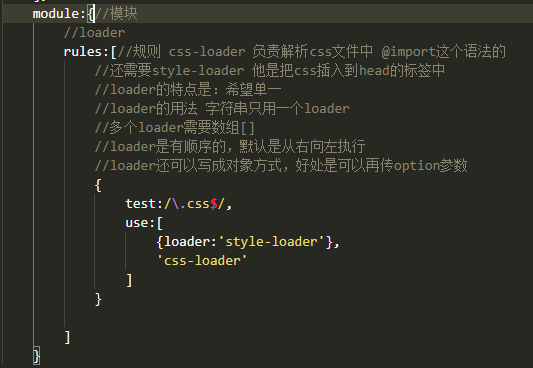 module:{//模块
//loader
rules:[//规则 css-loader 负责解析css文件中 @import这个语法的
//还需要style-loader 他是把css插入到head的标签中
//loader的特点是：希望单一
//loader的用法 字符串只用一个loader
//多个loader需要数组[]
//loader是有顺序的，默认是从右向左执行
//loader还可以写成对象方式，好处是可以再传option参数
{
test:/\.css$/,
use:[
{loader:'style-loader'},
'css-loader'
]
}
]
}